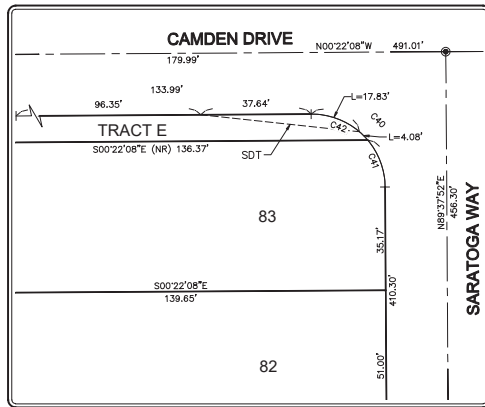 CAMDEN DRIVE
N00°22'08"W 491.01'
179.99'
133.99'
L=17.83'
96.35'
37.64'
C40
TRACT E
C42
L=4.08'
S00°22'08"E (NR) 136.37'
SDT
C41
83
N89°37'52"E
456.30'
SARATOGA WAY
35.17'
S00°22'08"E
139.65'
410.30'
82
51.00'